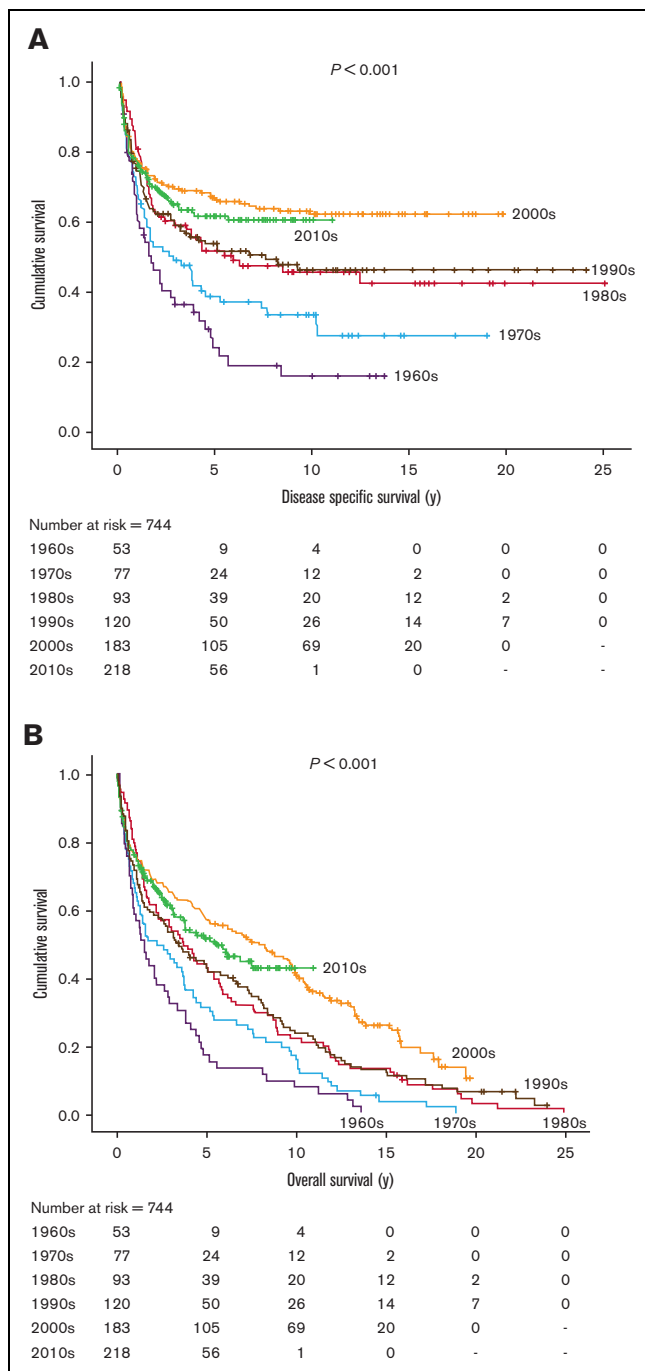 A
P < 0.001
1.0
0.8
0.6
0.4
0.2
0.0
Cumulative survival
2000s
2010s
1990s
1980s
1970s
1960s
0 5 10 15 20 25
Disease specific survival (y)
Number at risk = 744
1960s 53 9 4 0 0 0
1970s 77 24 12 2 0 0
1980s 93 39 20 12 2 0
1990s 120 50 26 14 7 0
2000s 183 105 69 20 0 -
2010s 218 56 1 0 - -
B
P < 0.001
1.0
0.8
0.6
0.4
0.2
0.0
Cumulative survival
2010s
2000s
1990s
1960s 1970s 1980s
0 5 10 15 20 25
Overall survival (y)
Number at risk = 744
1960s 53 9 4 0 0 0
1970s 77 24 12 2 0 0
1980s 93 39 20 12 2 0
1990s 120 50 26 14 7 0
2000s 183 105 69 20 0 -
2010s 218 56 1 0 - -